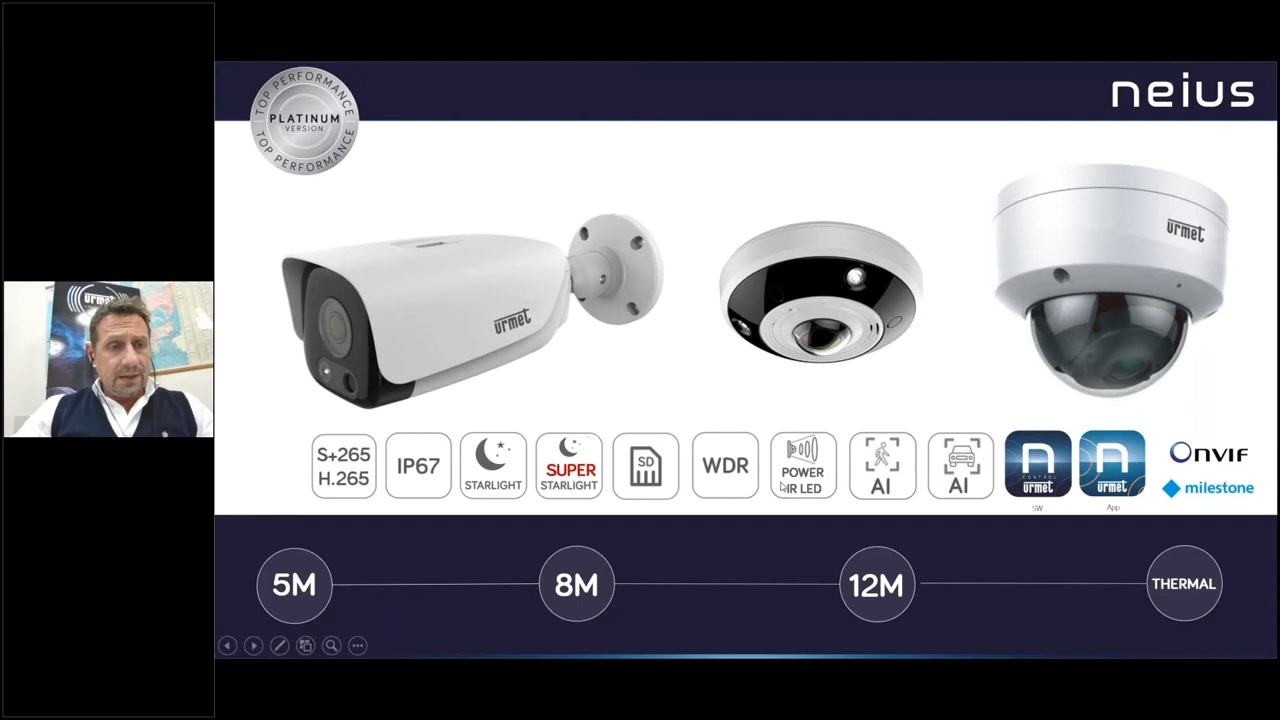 TOP PERFORMANCE
PLATINUM
VERSION
TOP PERFORMANCE
neius
urmet
urmet
urmet
S+265
H.265
IP67
STARLIGHT
SUPER
STARLIGHT
SD
WDR
POWER
IR LED
AI
AI
CONTROL
urmet
SW
urmet
App
ONVIF
milestone
5M
8M
12M
THERMAL